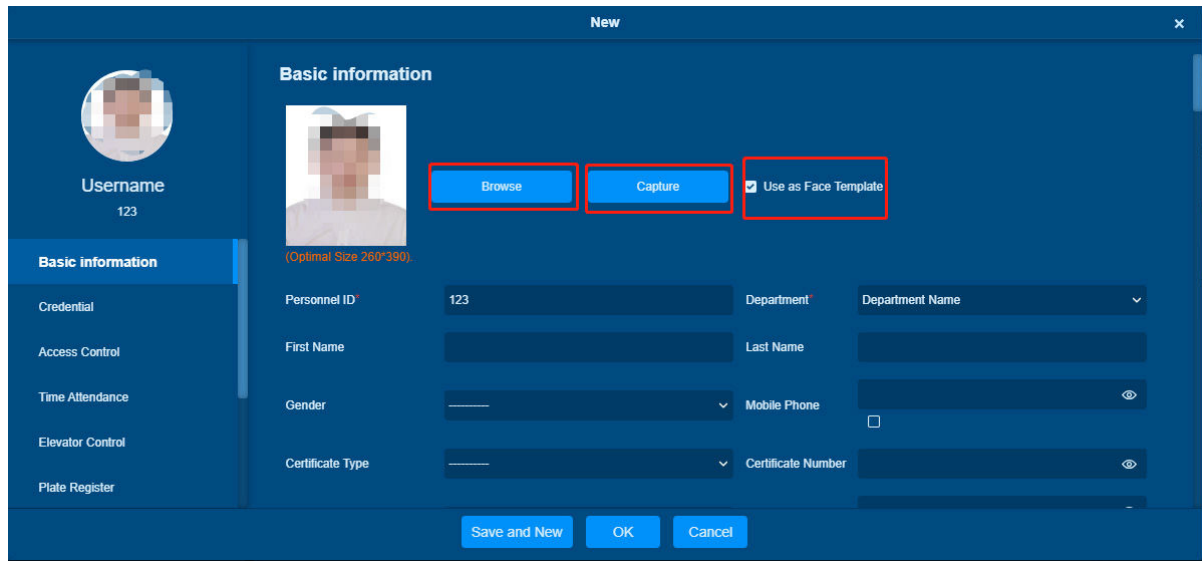 New
×
Username
123
Basic information
Credential
Access Control
Time Attendance
Elevator Control
Plate Register
Basic information
Browse
Capture
Use as Face Template
(Optimal Size 260*390).
Personnel ID* 123
Department* Department Name
First Name
Last Name
Gender ----------
Mobile Phone
Certificate Type ----------
Certificate Number
Save and New
OK
Cancel